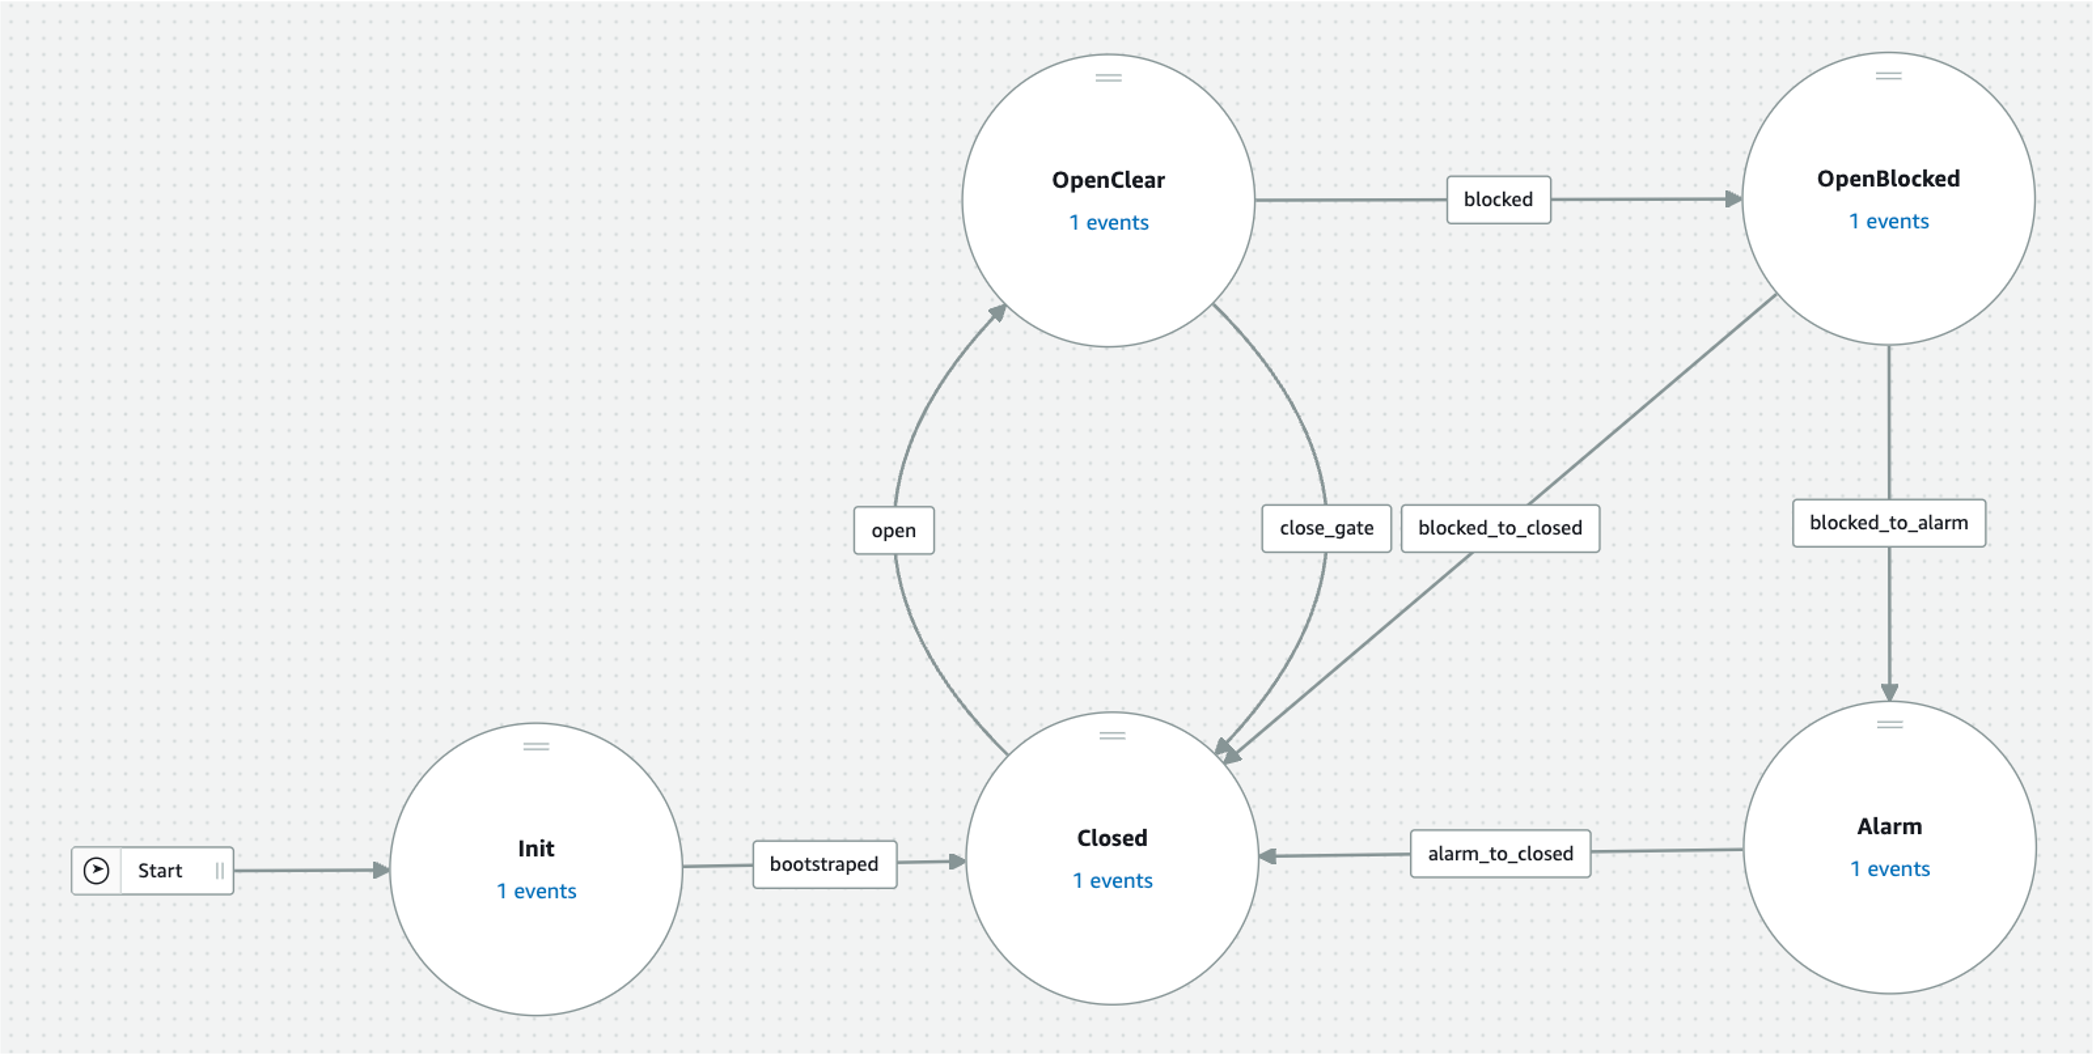 OpenClear
1 events
blocked
OpenBlocked
1 events
open
close_gate
blocked_to_closed
blocked_to_alarm
Start
Init
1 events
bootstraped
Closed
1 events
alarm_to_closed
Alarm
1 events